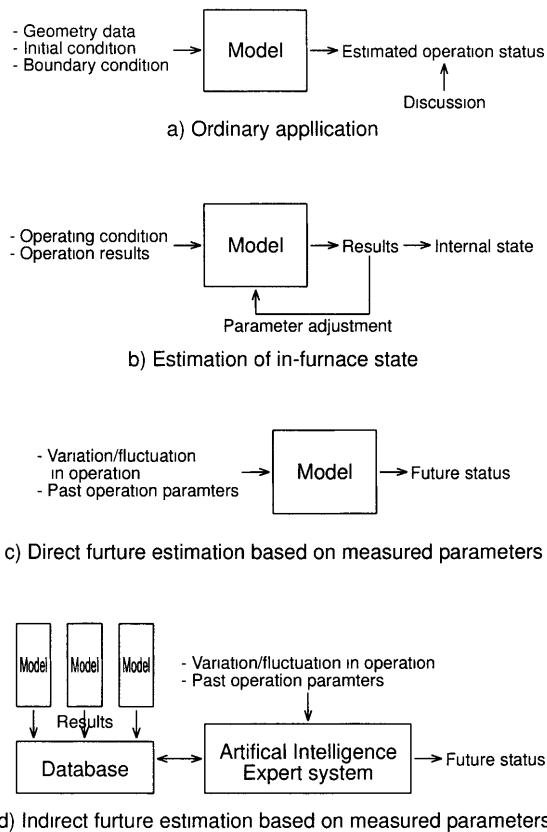 - Geometry data
- Initial condition
- Boundary condition
Model
Estimated operation status
Discussion
a) Ordinary appllication
- Operating condition
- Operation results
Model
Results
Internal state
Parameter adjustment
b) Estimation of in-furnace state
- Variation/fluctuation
in operation
- Past operation paramters
Model
Future status
c) Direct furture estimation based on measured parameters
Model
Model
Model
- Variation/fluctuation in operation
- Past operation paramters
Results
Database
Artifical Intelligence
Expert system
Future status
d) Indirect furture estimation based on measured parameters